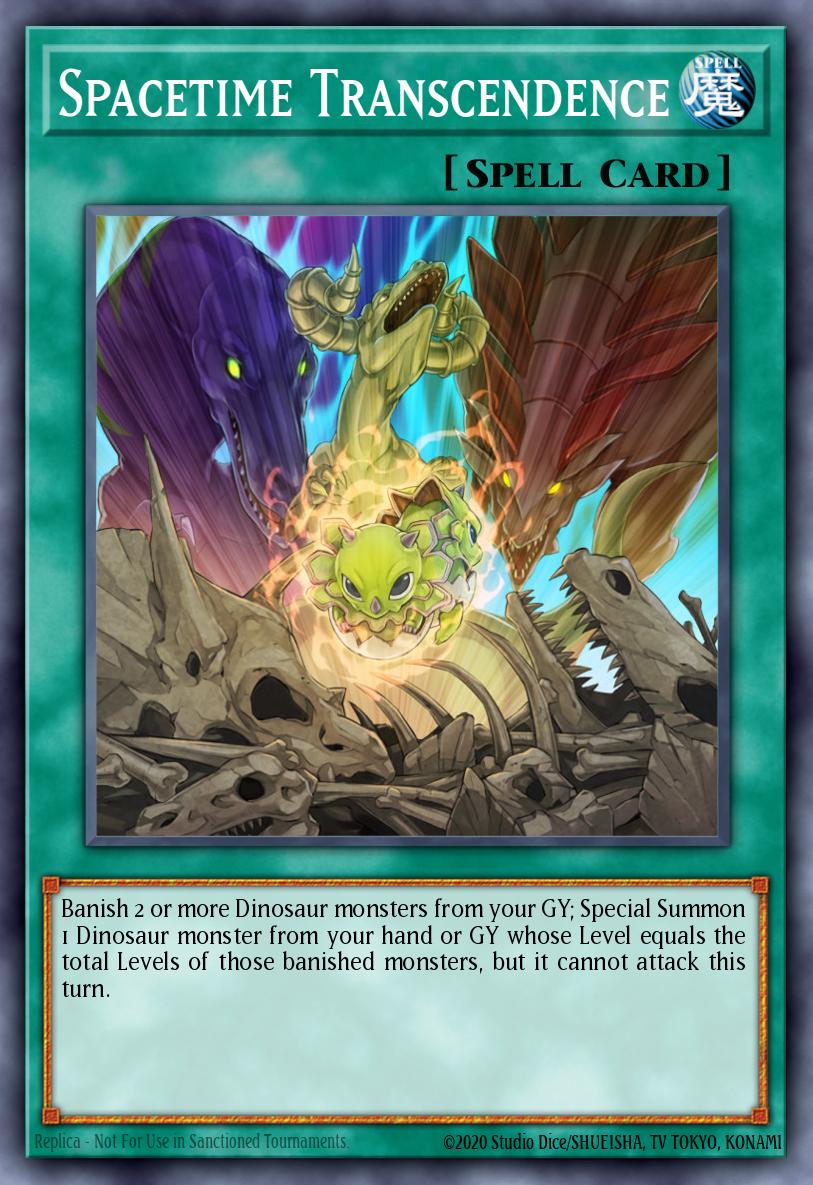 Spacetime Transcendence
SPELL
魔
[ Spell Card ]
Banish 2 or more Dinosaur monsters from your GY; Special Summon
1 Dinosaur monster from your hand or GY whose Level equals the
total Levels of those banished monsters, but it cannot attack this
turn.
Replica - Not For Use in Sanctioned Tournaments.
©2020 Studio Dice/SHUEISHA, TV TOKYO, KONAMI